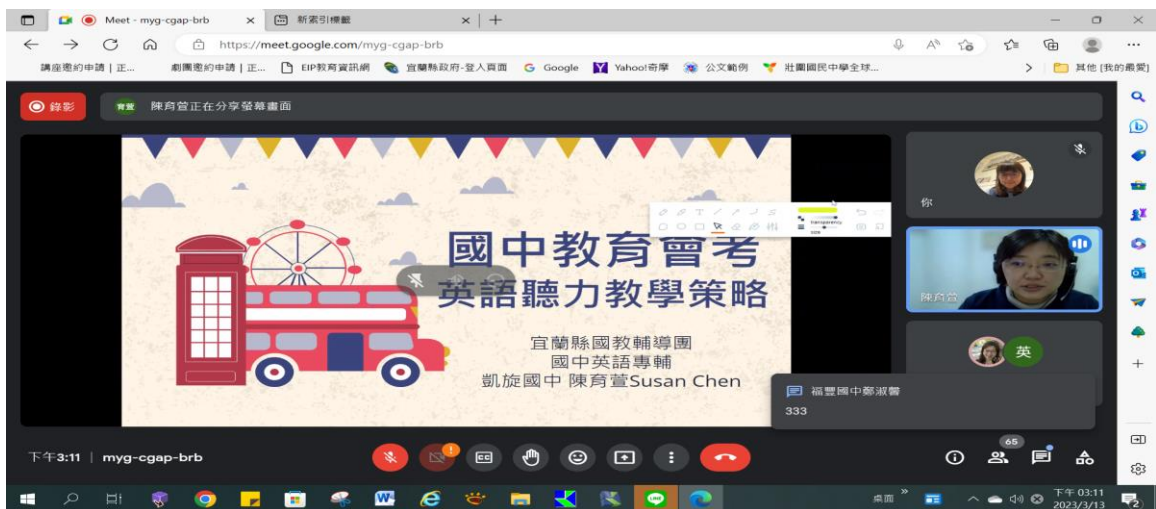 Meet - myg-cgap-brb
新索引標籤
https://meet.google.com/myg-cgap-brb
講座邀約申請 | 正...
劇團邀約申請 | 正...
EIP教育資訊網
宜蘭縣政府-登入頁面
Google
Yahoo!奇摩
公文範例
壯圍國民中學全球...
其他 [我的最愛]
錄影
育萱
陳育萱正在分享螢幕畫面
你
transparency
size
國中教育會考
英語聽力教學策略
宜蘭縣國教輔導團
國中英語專輔
凱旋國中 陳育萱Susan Chen
陳育萱
英
福豐國中鄭淑馨
333
下午3:11 | myg-cgap-brb
CC
65
桌面
下午 03:11
2023/3/13